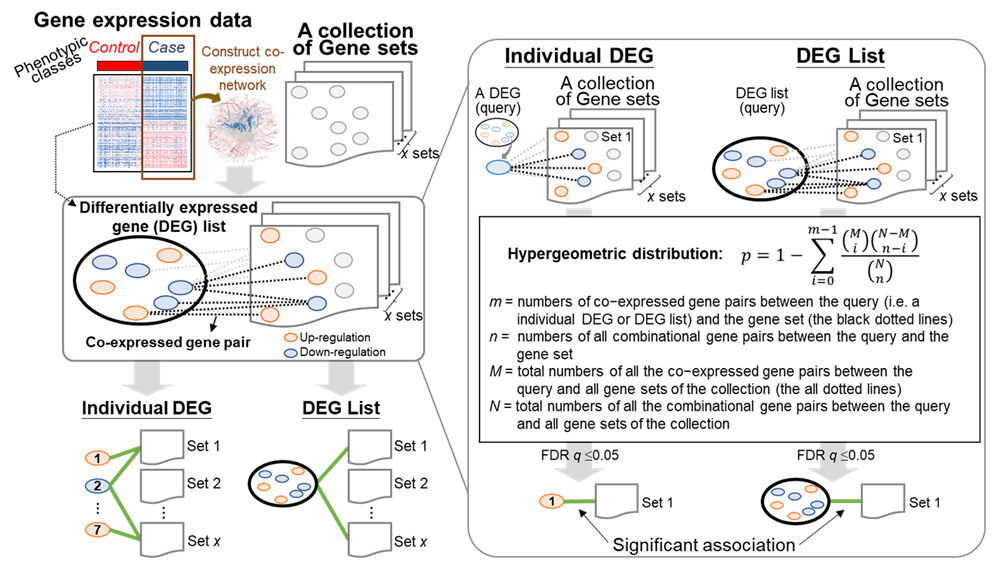 Gene expression data
Phenotypic
classes
Control
Case
Construct co-
expression
network
A collection
of Gene sets
x sets
Differentially expressed
gene (DEG) list
x sets
Co-expressed gene pair
Up-regulation
Down-regulation
Individual DEG
1
2
7
Set 1
Set 2
Set x
DEG List
Set 1
Set 2
Set x
Individual DEG
A DEG
(query)
A collection
of Gene sets
Set 1
x sets
DEG List
DEG list
(query)
A collection
of Gene sets
Set 1
x sets
Hypergeometric distribution: p = 1 − \sum_{i=0}^{m−1} \frac{\binom{M}{i}\binom{N−M}{n−i}}{\binom{N}{n}}
m = numbers of co−expressed gene pairs between the query (i.e. a
individual DEG or DEG list) and the gene set (the black dotted lines)
n = numbers of all combinational gene pairs between the query and the
gene set
M = total numbers of all the co−expressed gene pairs between the
query and all gene sets of the collection (the all dotted lines)
N = total numbers of all the combinational gene pairs between the query
and all gene sets of the collection
FDR q ≤0.05
FDR q ≤0.05
1
Set 1
Set 1
Significant association